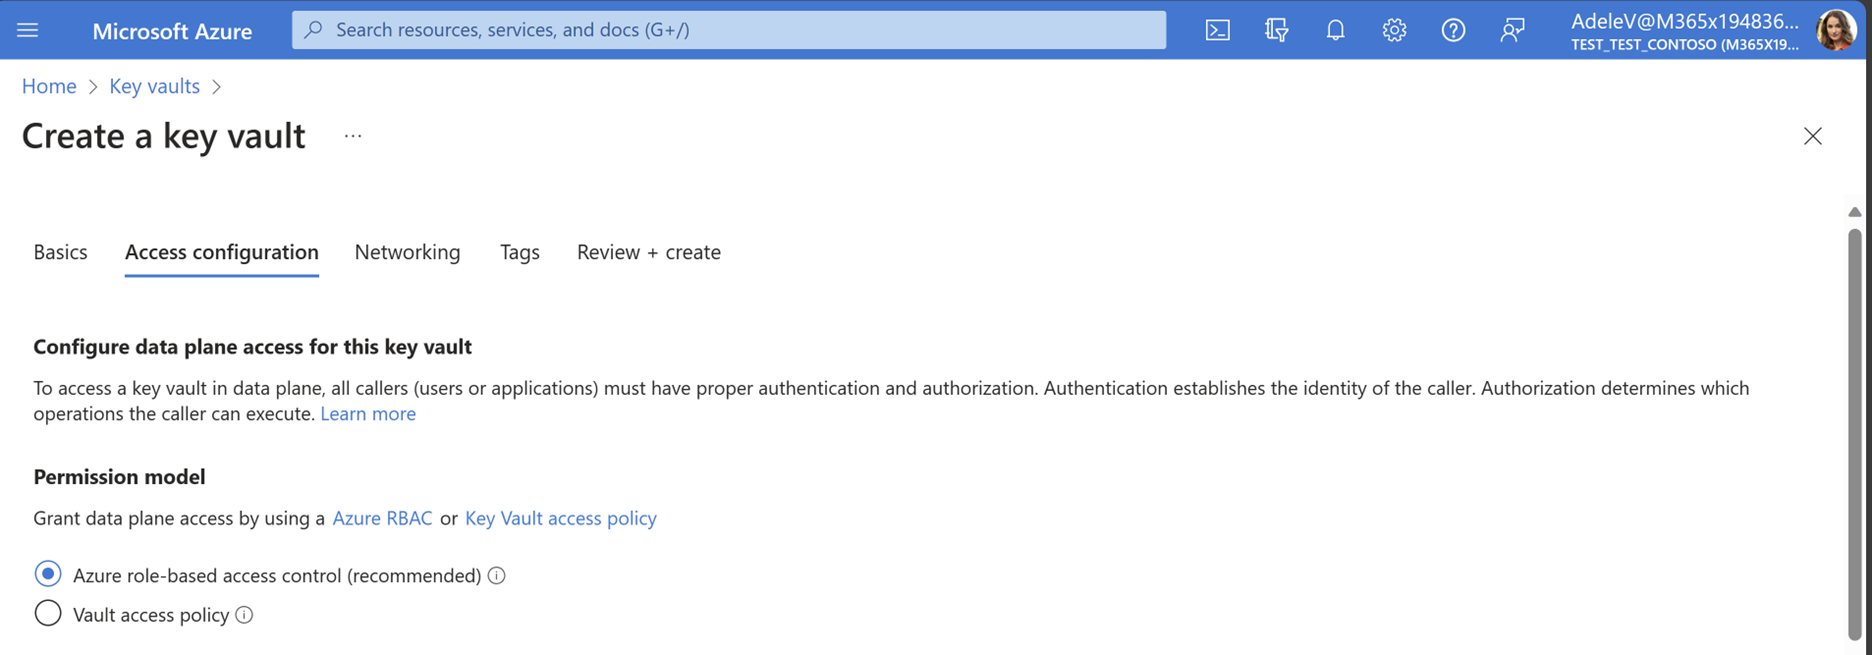 Microsoft Azure
Search resources, services, and docs (G+/)
AdeleV@M365x194836...
TEST_TEST_CONTOSO (M365X19...
Home > Key vaults >
Create a key vault ...
Basics Access configuration Networking Tags Review + create
Configure data plane access for this key vault
To access a key vault in data plane, all callers (users or applications) must have proper authentication and authorization. Authentication establishes the identity of the caller. Authorization determines which
operations the caller can execute. Learn more
Permission model
Grant data plane access by using a Azure RBAC or Key Vault access policy
Azure role-based access control (recommended)
Vault access policy